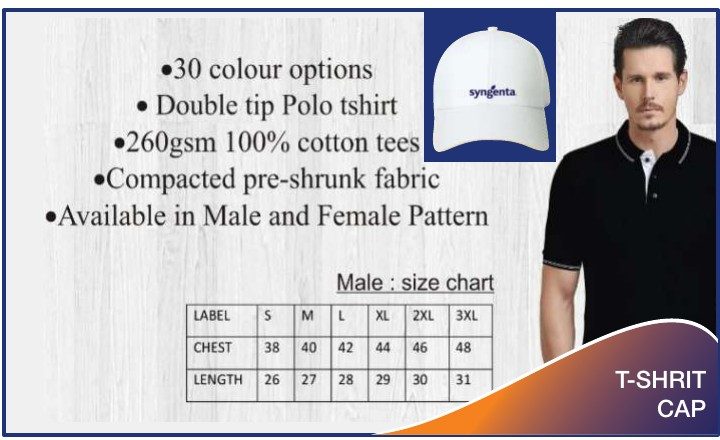 •30 colour options
• Double tip Polo tshirt
•260gsm 100% cotton tees
•Compacted pre-shrunk fabric
•Available in Male and Female Pattern
syngenta.
Male : size chart
LABEL S M L XL 2XL 3XL
CHEST 38 40 42 44 46 48
LENGTH 26 27 28 29 30 31
T-SHRIT
CAP